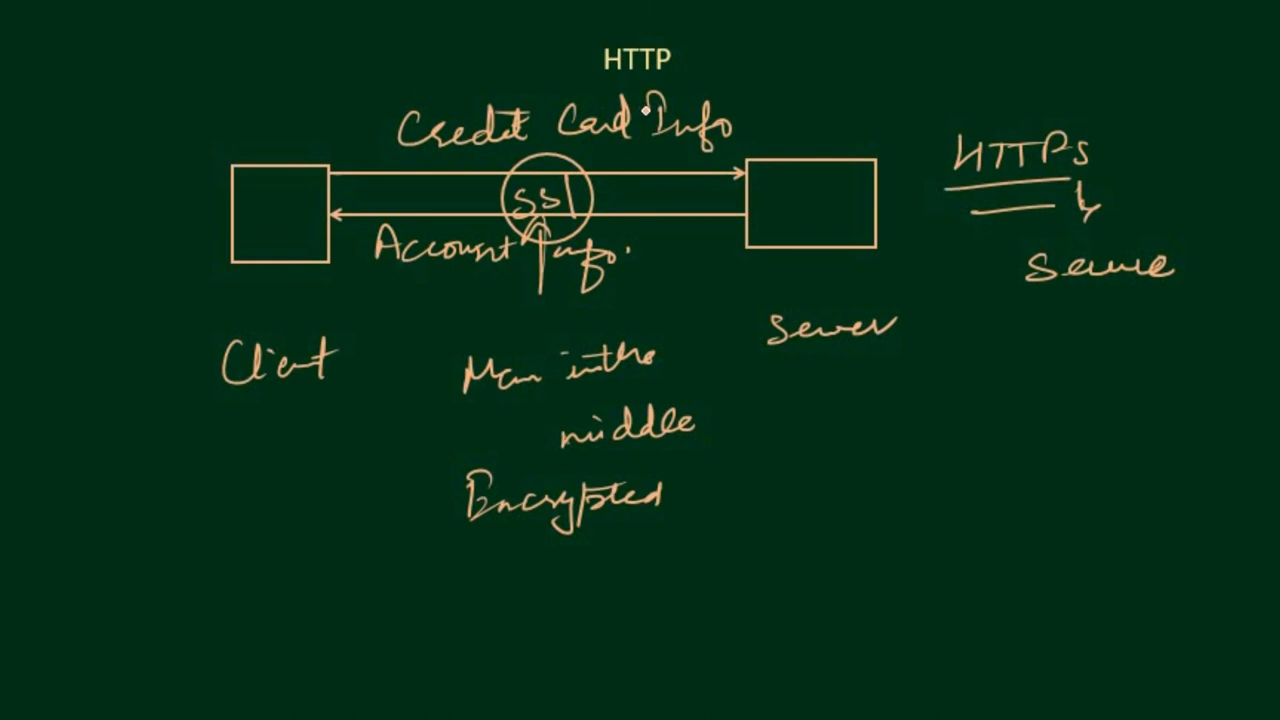 HTTP
Credit Card Info
HTTPs
SSl
Account info.
Secure
Server
Client
Man in the
middle
Encrypted